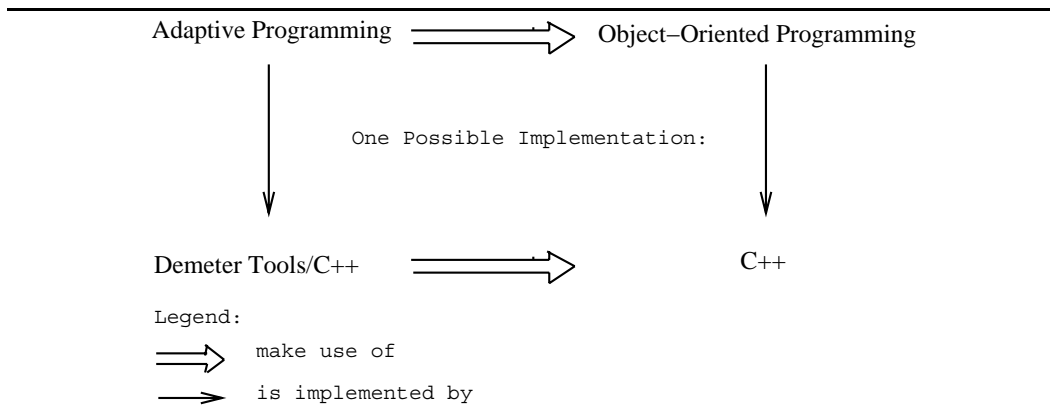 Adaptive Programming
Object−Oriented Programming
One Possible Implementation:
Demeter Tools/C++
C++
Legend:
make use of
is implemented by